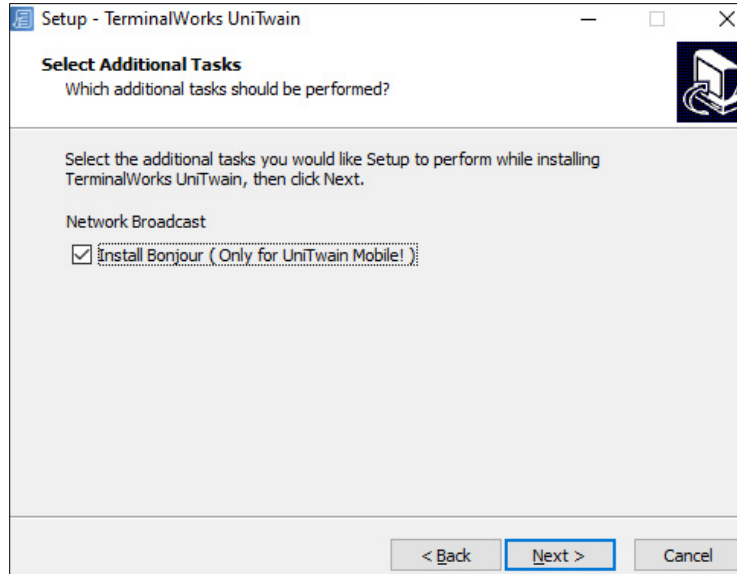 Setup - TerminalWorks UniTwain
Select Additional Tasks
Which additional tasks should be performed?
Select the additional tasks you would like Setup to perform while installing
TerminalWorks UniTwain, then click Next.
Network Broadcast
Install Bonjour ( Only for UniTwain Mobile! )
< Back
Next >
Cancel